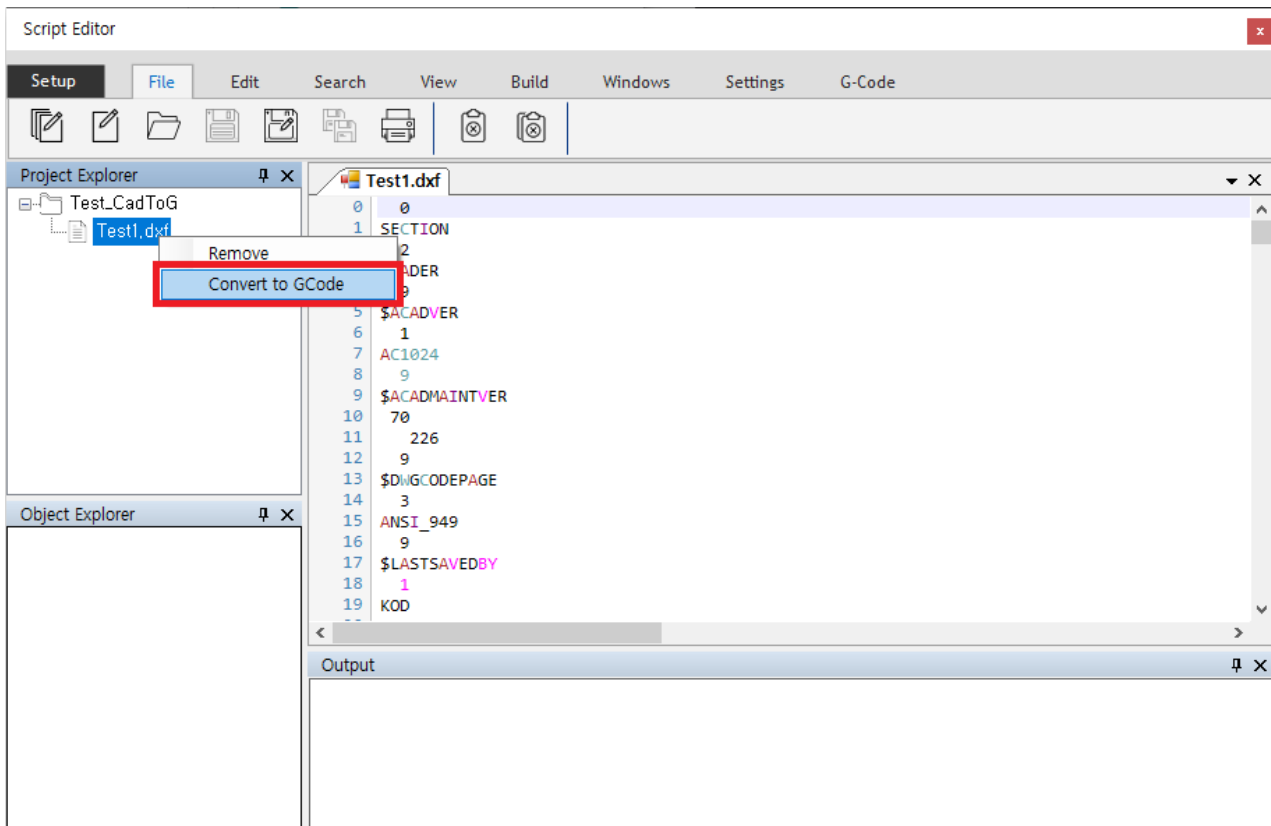 Script Editor
x
Setup File Edit Search View Build Windows Settings G-Code
Project Explorer
Test_CadToG
Test1.dxf
Remove
Convert to GCode
Object Explorer
Test1.dxf
0 0
1 SECTION
2
ADER
9
5 $ACADVER
6 1
7 AC1024
8 9
9 $ACADMAINTVER
10 70
11 226
12 9
13 $DWGCODEPAGE
14 3
15 ANSI_949
16 9
17 $LASTSAVEDBY
18 1
19 KOD
Output